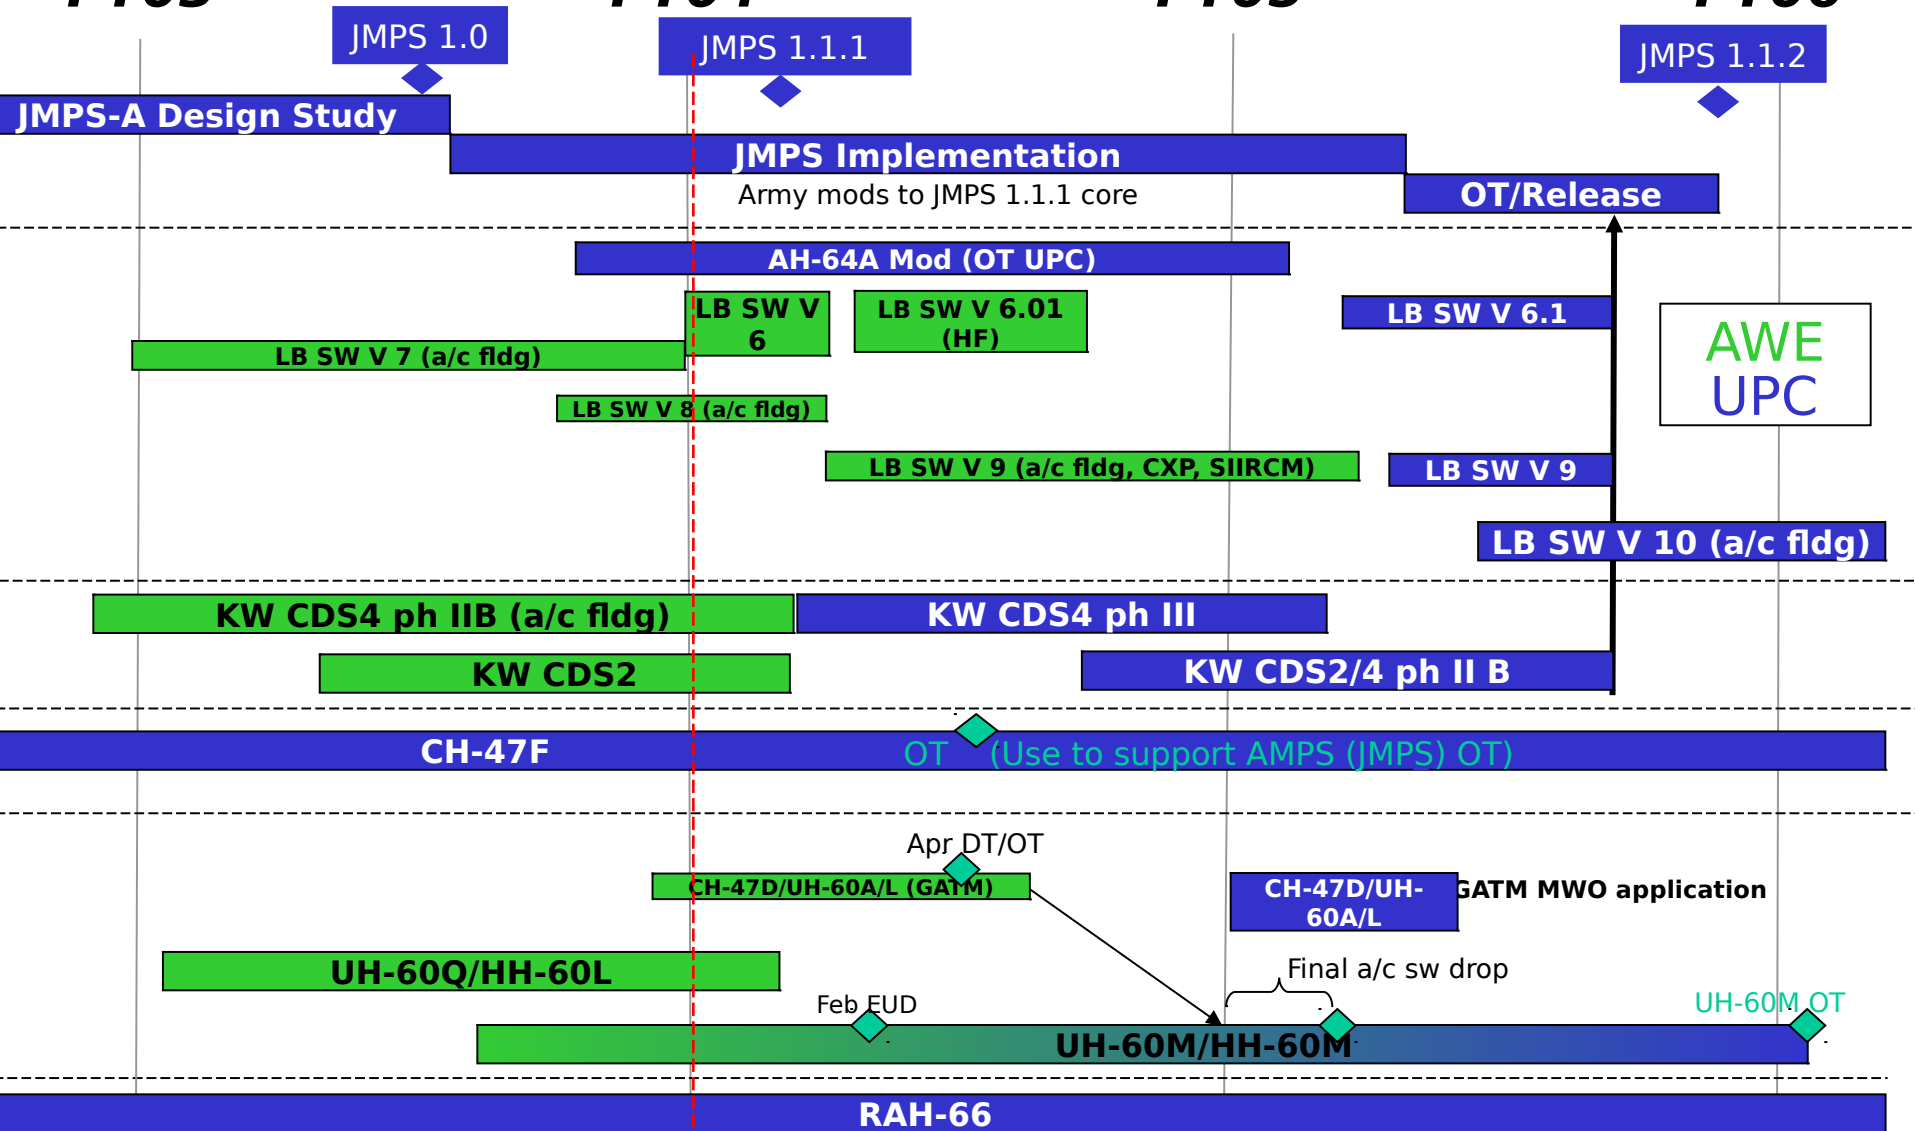 JMPS 1.0
JMPS 1.1.1
JMPS 1.1.2
JMPS-A Design Study
JMPS Implementation
Army mods to JMPS 1.1.1 core
OT/Release
AH-64A Mod (OT UPC)
LB SW V
6
LB SW V 6.01
(HF)
LB SW V 6.1
AWE
UPC
LB SW V 7 (a/c fldg)
LB SW V 8 (a/c fldg)
LB SW V 9 (a/c fldg, CXP, SIIRCM)
LB SW V 9
LB SW V 10 (a/c fldg)
KW CDS4 ph IIB (a/c fldg)
KW CDS4 ph III
KW CDS2
KW CDS2/4 ph II B
CH-47F
OT (Use to support AMPS (JMPS) OT)
Apr DT/OT
CH-47D/UH-60A/L (GATM)
CH-47D/UH-
60A/L
GATM MWO application
UH-60Q/HH-60L
Final a/c sw drop
Feb EUD
UH-60M OT
UH-60M/HH-60M
RAH-66